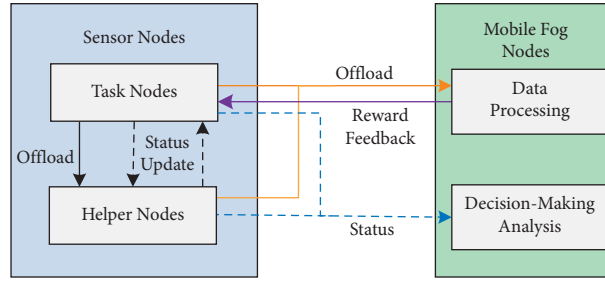 Sensor Nodes
Task Nodes
Offload
Status
Update
Helper Nodes
Offload
Reward
Feedback
Status
Mobile Fog
Nodes
Data
Processing
Decision-Making
Analysis